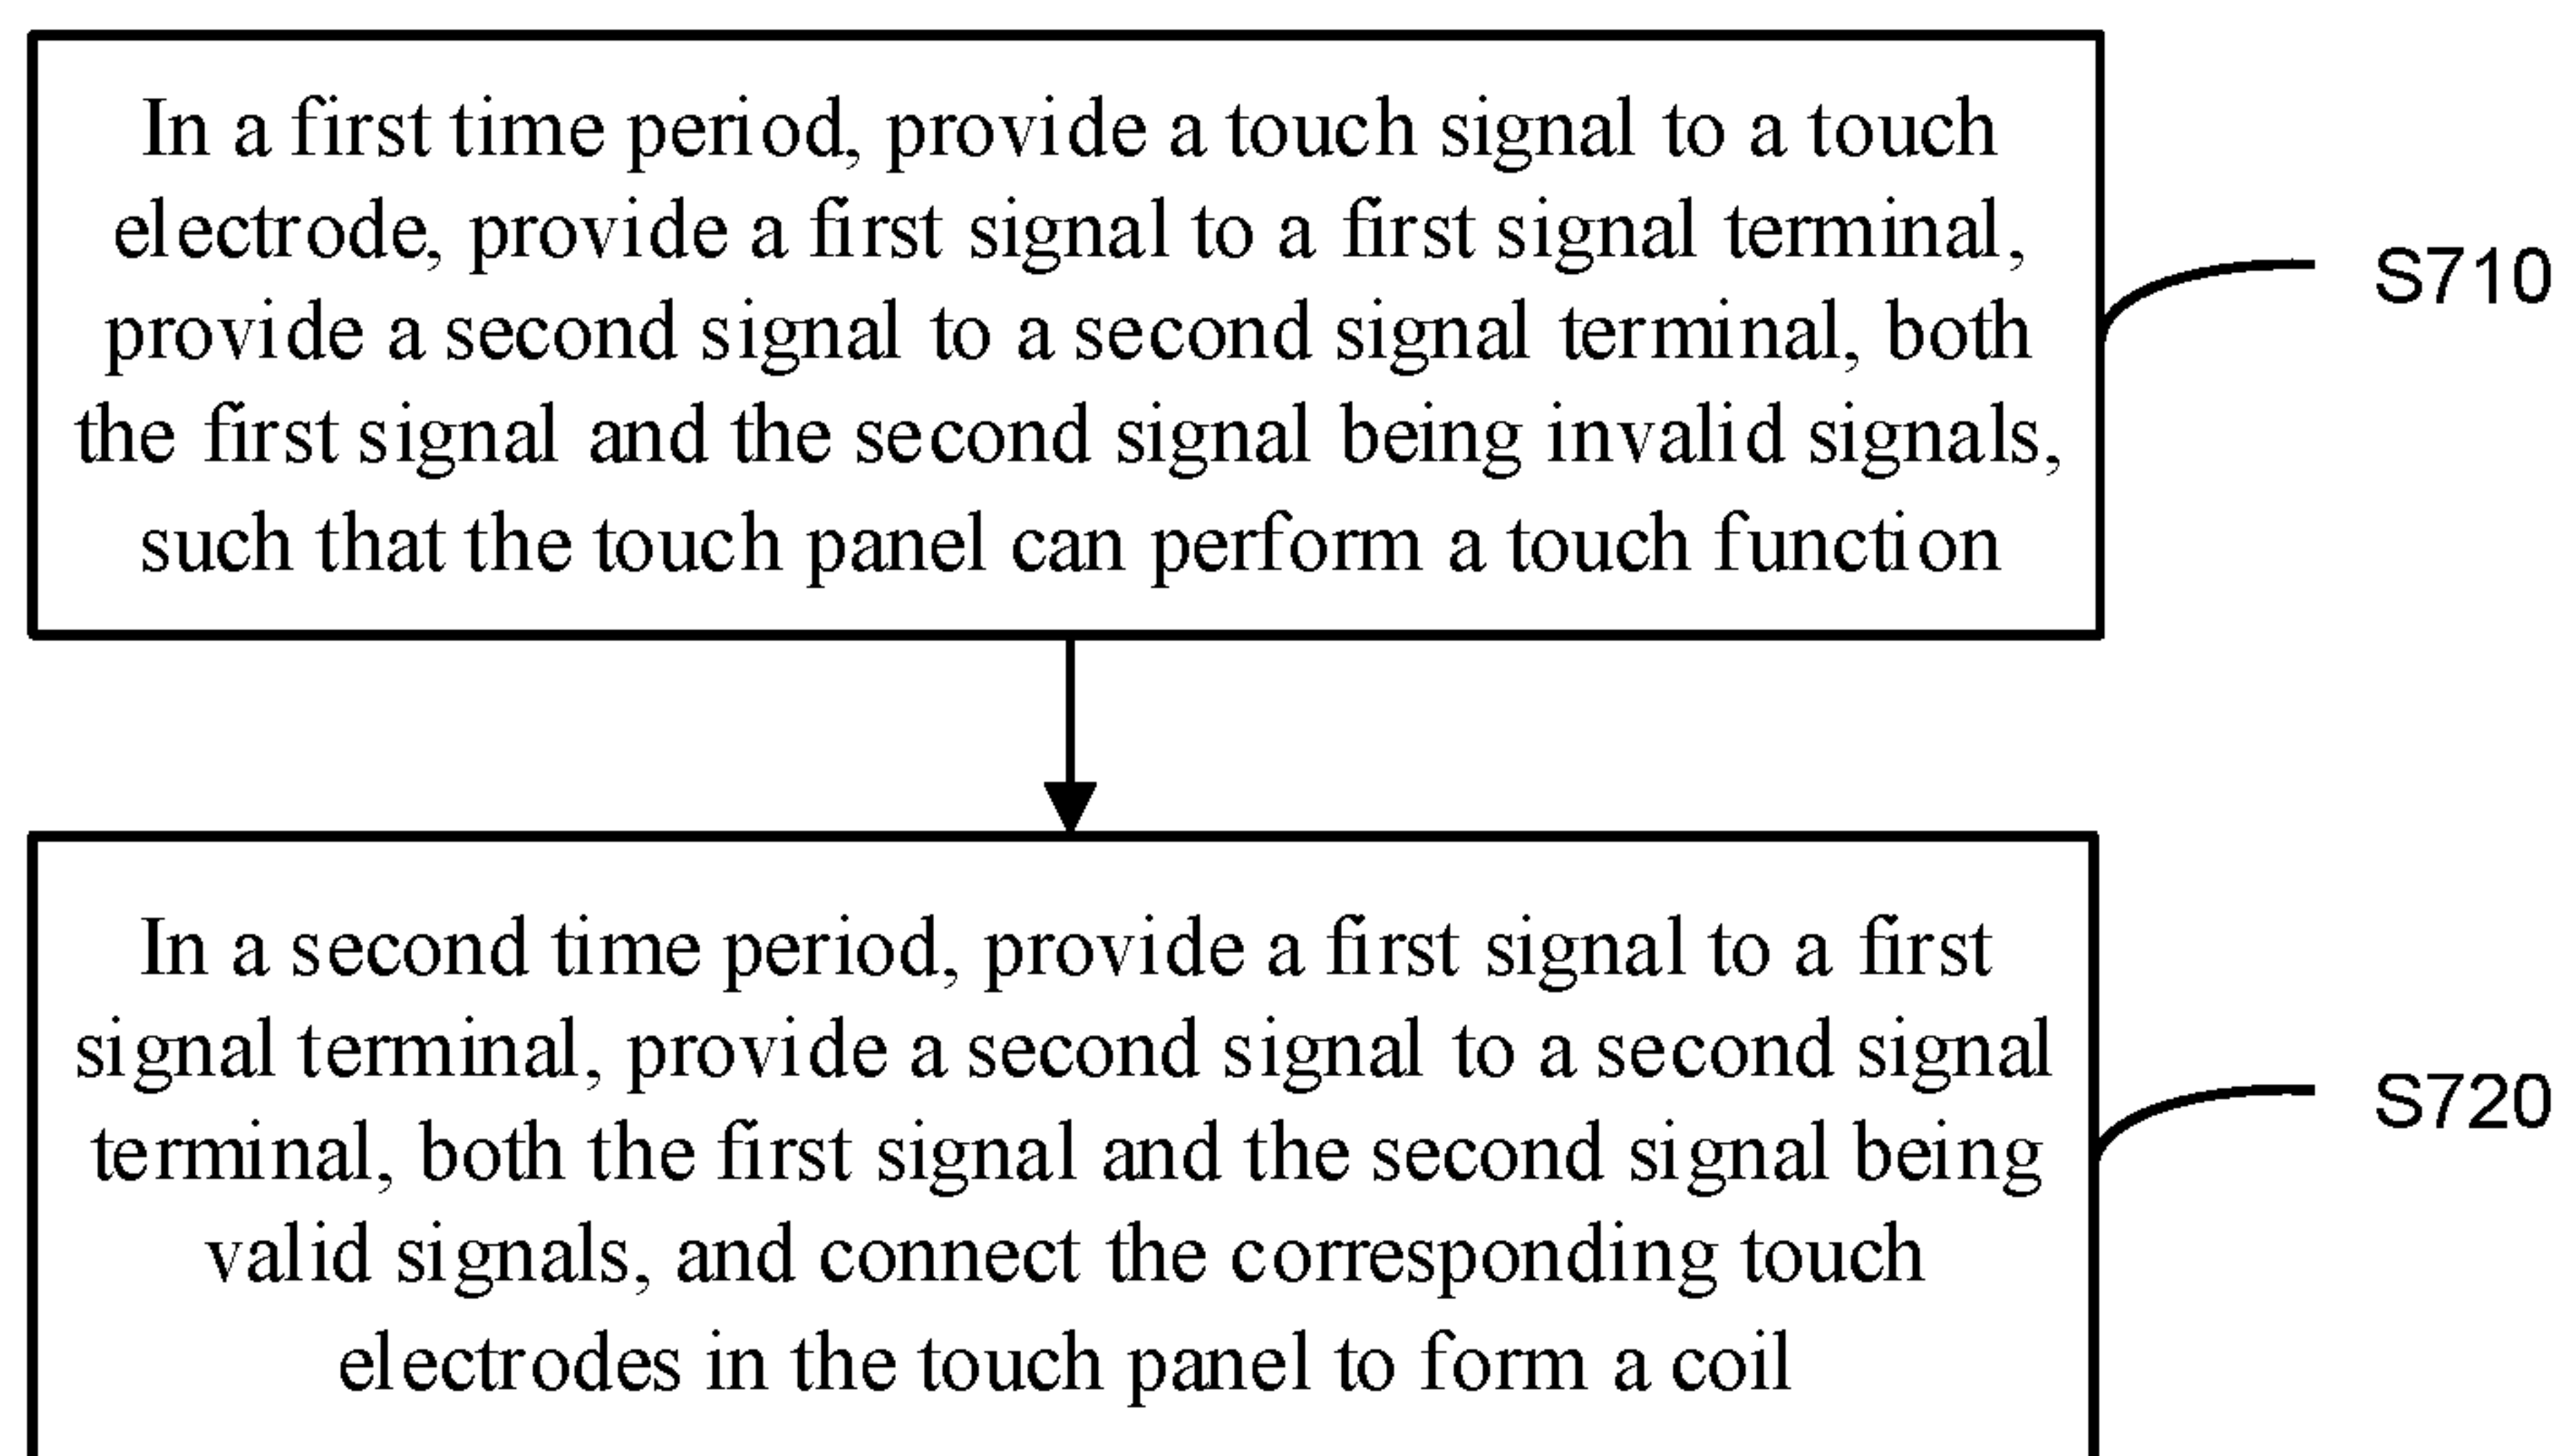 In a first time period, provide a touch signal to a touch
electrode, provide a first signal to a first signal terminal,
provide a second signal to a second signal terminal, both
the first signal and the second signal being invalid signals,
such that the touch panel can perform a touch function
S710
In a second time period, provide a first signal to a first
signal terminal, provide a second signal to a second signal
terminal, both the first signal and the second signal being
valid signals, and connect the corresponding touch
electrodes in the touch panel to form a coil
S720